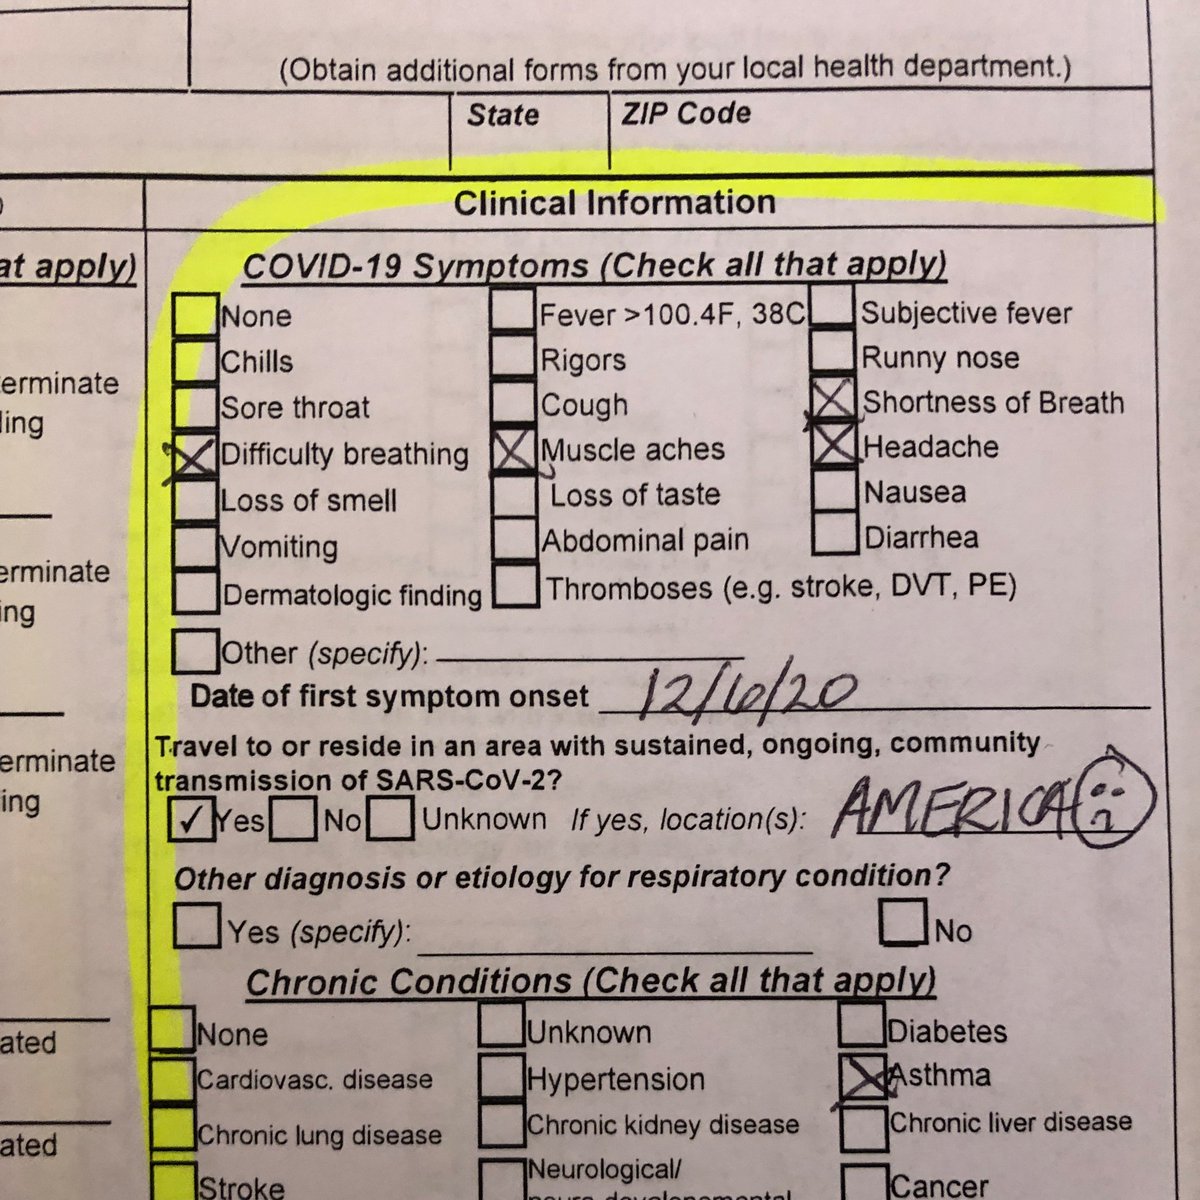 (Obtain additional forms from your local health department.)
State ZIP Code
Clinical Information
at apply) COVID-19 Symptoms (Check all that apply)
None Fever >100.4F, 38C Subjective fever
Chills Rigors Runny nose
erminate
Sore throat Cough Shortness of Breath
ling
Difficulty breathing Muscle aches Headache
Loss of smell Loss of taste Nausea
Vomiting Abdominal pain Diarrhea
erminate
Dermatologic finding Thromboses (e.g. stroke, DVT, PE)
ing
Other (specify):
Date of first symptom onset 12/6/20
Travel to or reside in an area with sustained, ongoing, community
erminate transmission of SARS-CoV-2?
ing Yes No Unknown If yes, location(s): AMERICA
Other diagnosis or etiology for respiratory condition?
Yes (specify): No
Chronic Conditions (Check all that apply)
ated None Unknown Diabetes
Cardiovasc. disease Hypertension Asthma
Chronic lung disease Chronic kidney disease Chronic liver disease
ated
Stroke Neurological/ Cancer